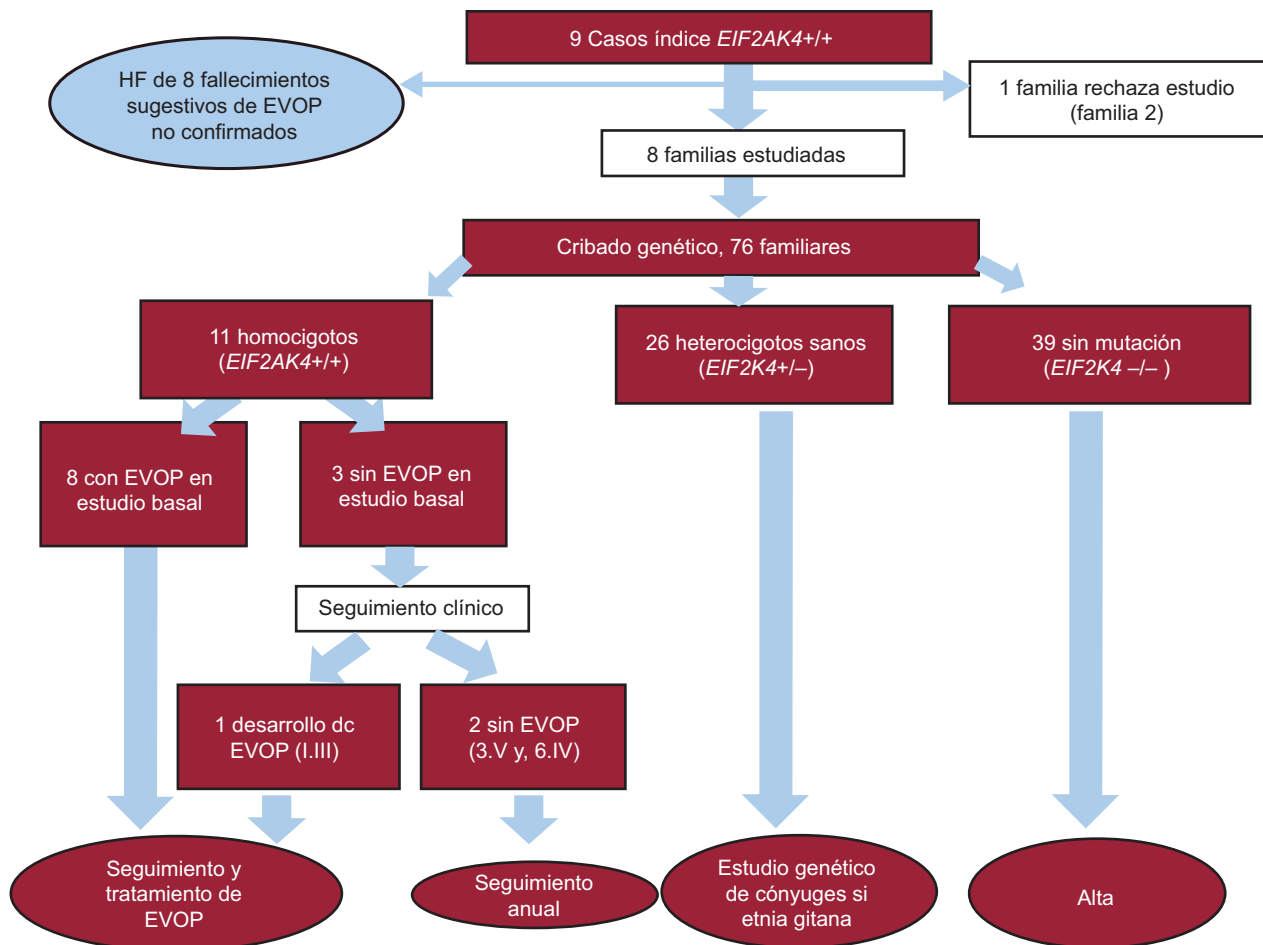 9 Casos índice EIF2AK4+/+
HF de 8 fallecimientos
sugestivos de EVOP
no confirmados
1 familia rechaza estudio
(familia 2)
8 familias estudiadas
Cribado genético, 76 familiares
11 homocigotos
(EIF2AK4+/+)
26 heterocigotos sanos
(EIF2K4+/–)
39 sin mutación
(EIF2K4 –/– )
8 con EVOP en
estudio basal
3 sin EVOP en
estudio basal
Seguimiento clínico
1 desarrollo dc
EVOP (I.III)
2 sin EVOP
(3.V y, 6.IV)
Seguimiento y
tratamiento de
EVOP
Seguimiento
anual
Estudio genético
de cónyuges si
etnia gitana
Alta